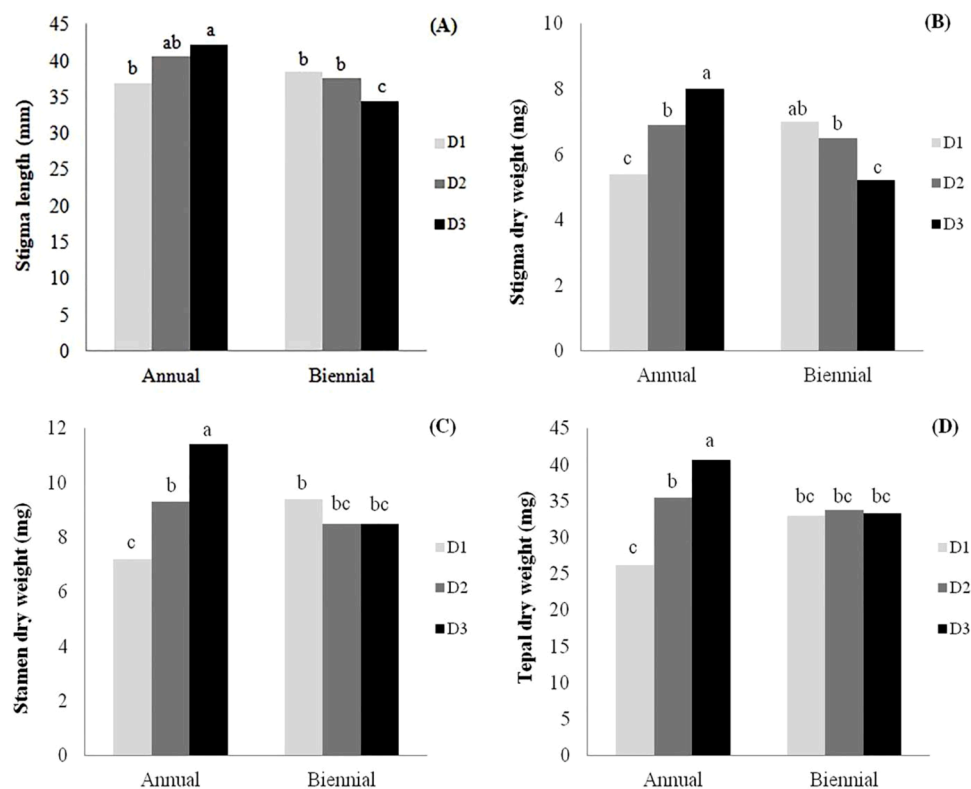 (A)
Stigma length (mm)
45
40
35
30
25
20
15
10
5
0
b
ab
a
b
b
c
Annual
Biennial
D1
D2
D3
(B)
Stigma dry weight (mg)
10
8
6
4
2
0
c
b
a
ab
b
c
Annual
Biennial
D1
D2
D3
(C)
Stamen dry weight (mg)
12
10
8
6
4
2
0
c
b
a
b
bc
bc
Annual
Biennial
D1
D2
D3
(D)
Tepal dry weight (mg)
45
40
35
30
25
20
15
10
5
0
c
b
a
bc
bc
bc
Annual
Biennial
D1
D2
D3